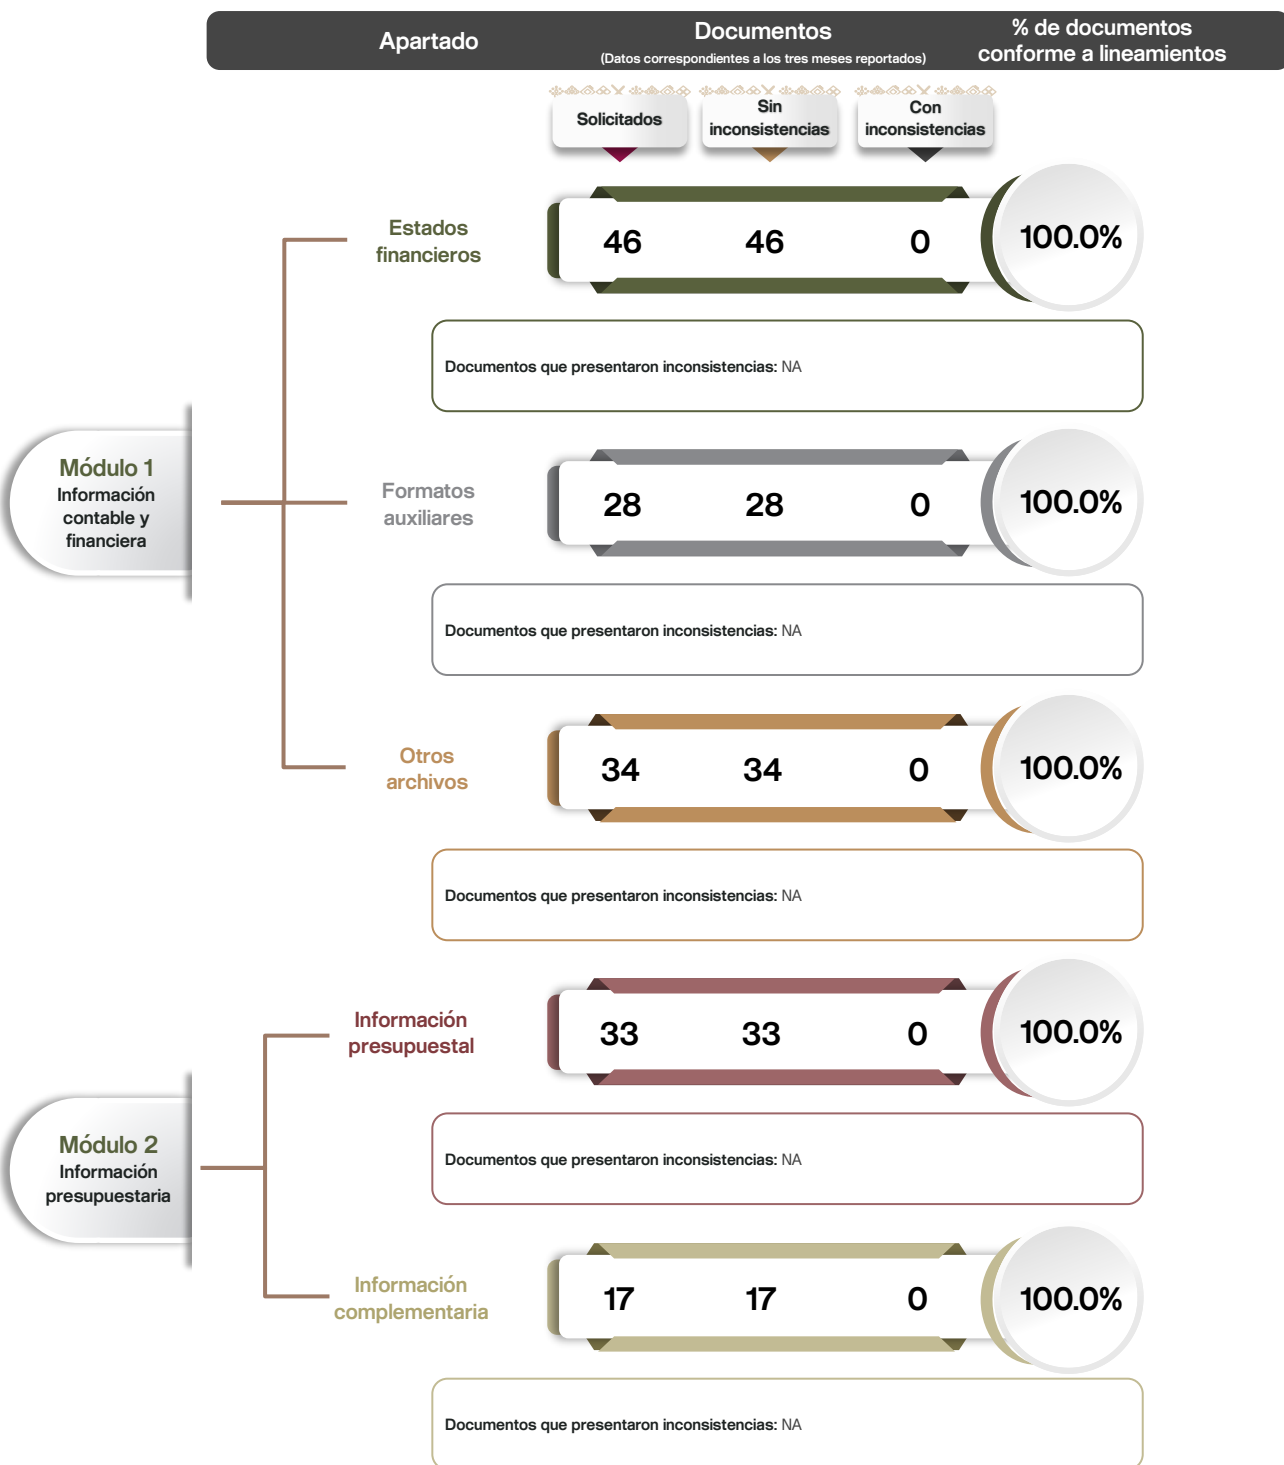 Apartado
Documentos
(Datos correspondientes a los tres meses reportados)
% de documentos
conforme a lineamientos
Solicitados
Sin
inconsistencias
Con
inconsistencias
Módulo 1
Información
contable y
financiera
Estados
financieros
46 46 0 100.0%
Documentos que presentaron inconsistencias: NA
Formatos
auxiliares
28 28 0 100.0%
Documentos que presentaron inconsistencias: NA
Otros
archivos
34 34 0 100.0%
Documentos que presentaron inconsistencias: NA
Módulo 2
Información
presupuestaria
Información
presupuestal
33 33 0 100.0%
Documentos que presentaron inconsistencias: NA
Información
complementaria
17 17 0 100.0%
Documentos que presentaron inconsistencias: NA